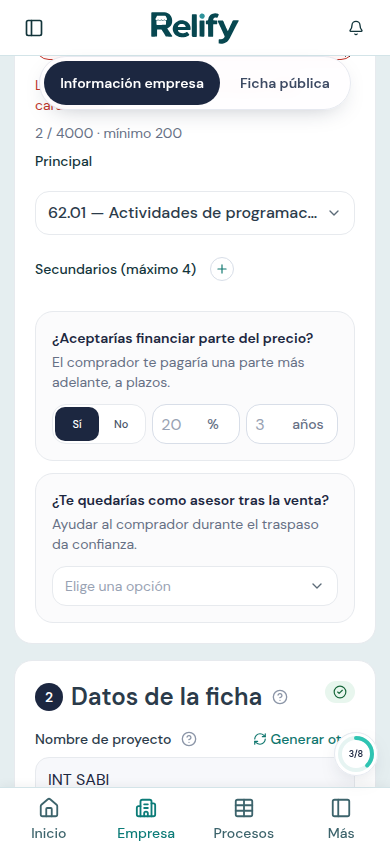 Relify
Información empresa
Ficha pública
2 / 4000 · mínimo 200
Principal
62.01 — Actividades de programac...
Secundarios (máximo 4)
¿Aceptarías financiar parte del precio?
El comprador te pagaría una parte más
adelante, a plazos.
Sí
No
20 %
3 años
¿Te quedarías como asesor tras la venta?
Ayudar al comprador durante el traspaso
da confianza.
Elige una opción
2 Datos de la ficha
Nombre de proyecto
Generar ot
3/8
INT SABI
Inicio
Empresa
Procesos
Más